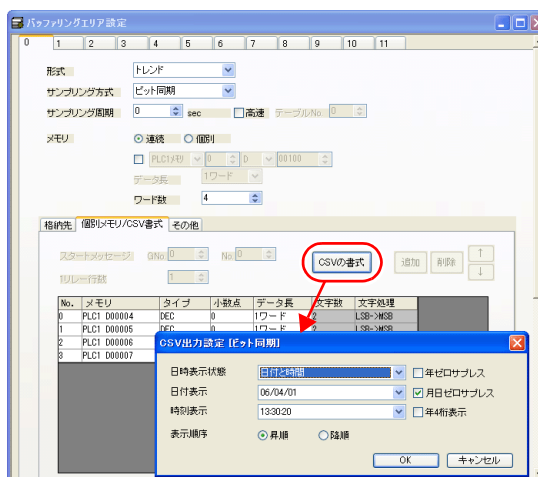 バッファリングエリア設定
0 1 2 3 4 5 6 7 8 9 10 11
形式 トレンド
サンプリング方式 ビット同期
サンプリング周期 0 sec 高速 テーブルNo. 0
メモリ 連続 個別
PLC1メモリ 0 D 00100
データ長 1ワード
ワード数 4
格納先 個別メモリ/CSV書式 その他
スタートメッセージ GNo. 0 No. 0 CSVの書式 追加 削除 ↑
1リレー行数 1 ↓
No. メモリ タイプ 小数点 データ長 文字数 文字処理
0 PLC1 D00004 DEC 0 1ワード 2 LSB->MSB
1 PLC1 D00005 DEC 0 1ワード 2 LSB->MSB
2 PLC1 D00006
3 PLC1 D00007
CSV出力設定 [ビット同期]
日時表示状態 日付と時間 年ゼロサプレス
日付表示 06/04/01 月日ゼロサプレス
時刻表示 13:30:20 年4桁表示
表示順序 昇順 降順
OK キャンセル